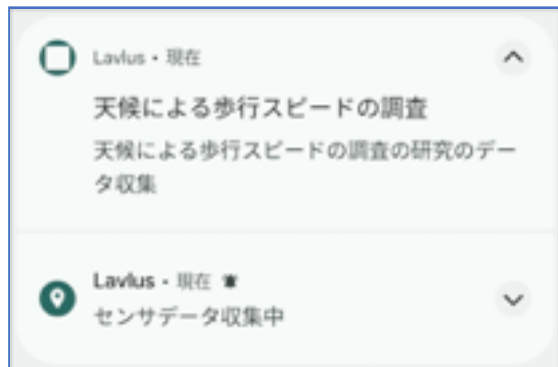 Lavlus • 現在
天候による歩行スピードの調査
天候による歩行スピードの調査の研究のデー
タ収集
Lavlus • 現在
センサデータ収集中